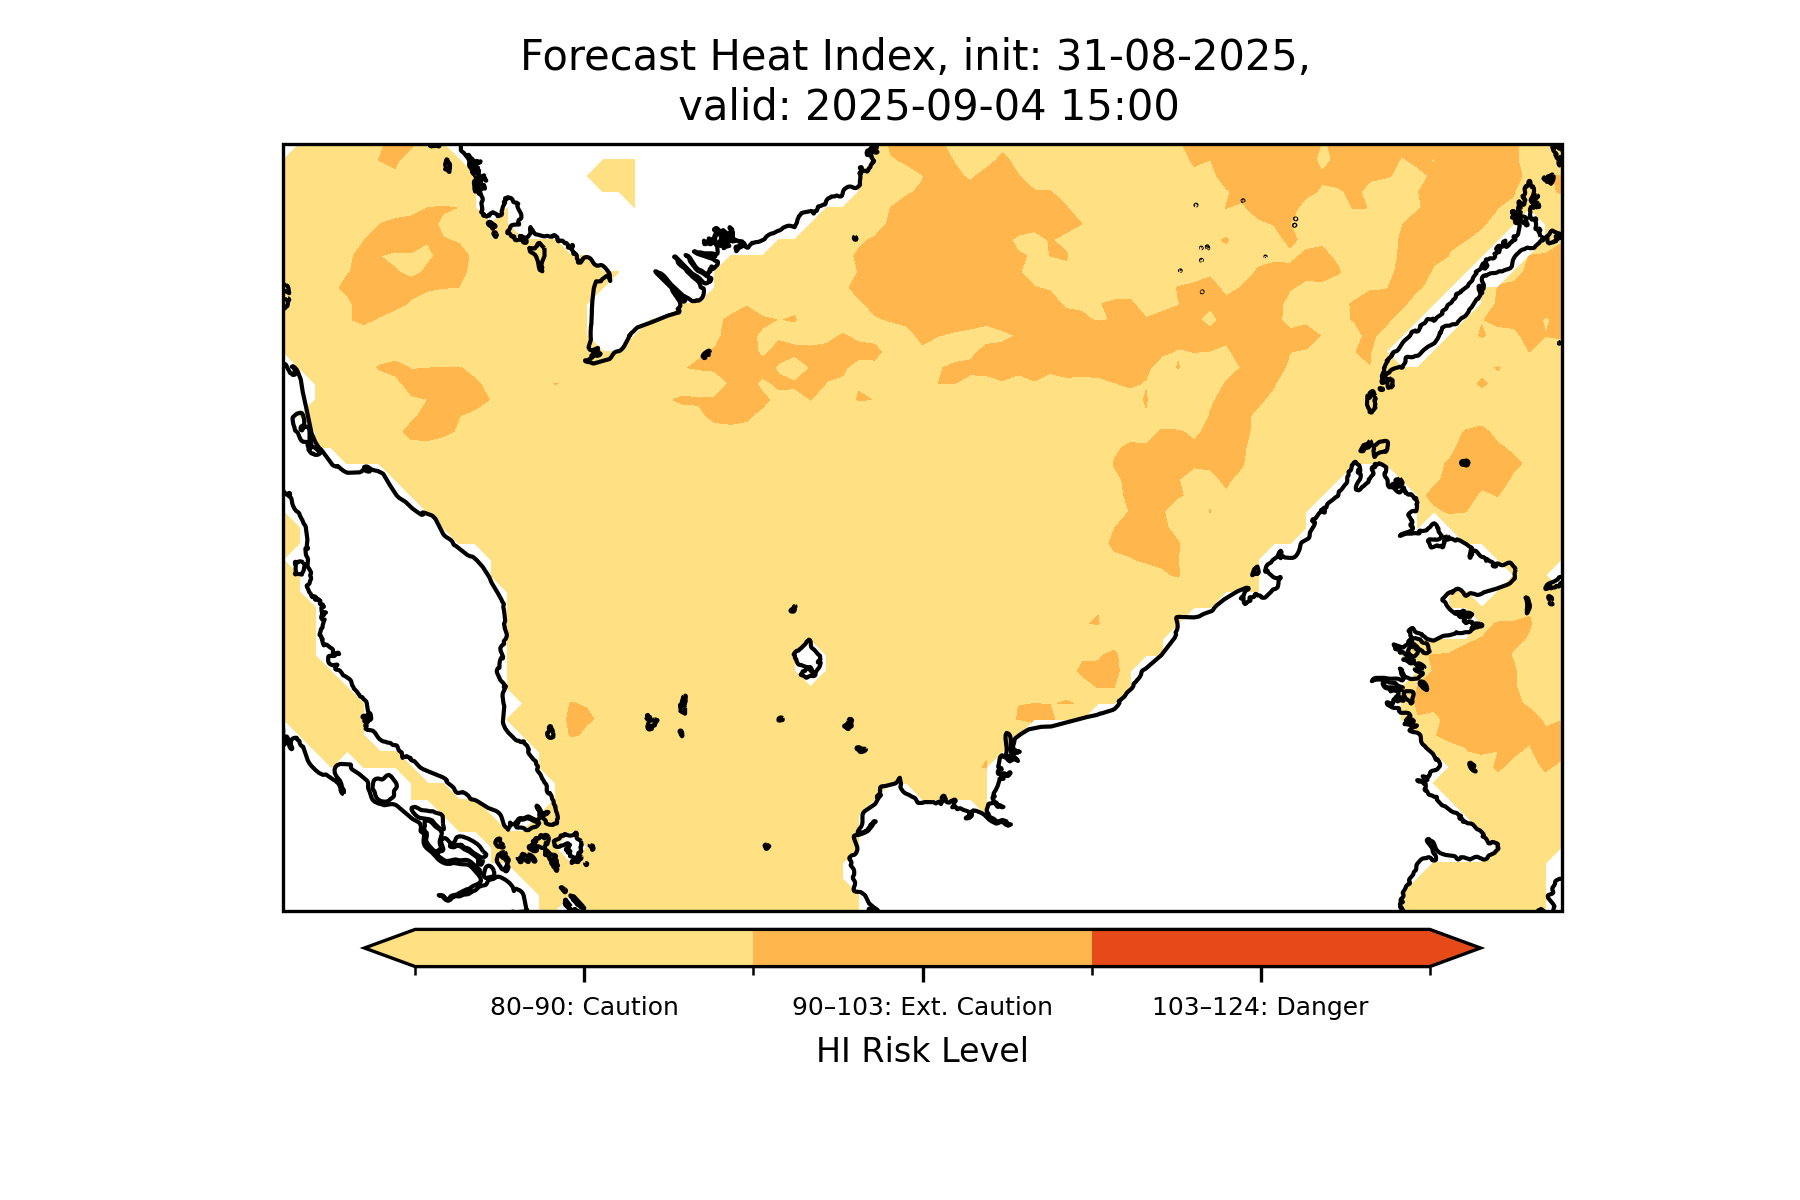 Forecast Heat Index, init: 31-08-2025,
valid: 2025-09-04 15:00
80–90: Caution
90–103: Ext. Caution
103–124: Danger
HI Risk Level